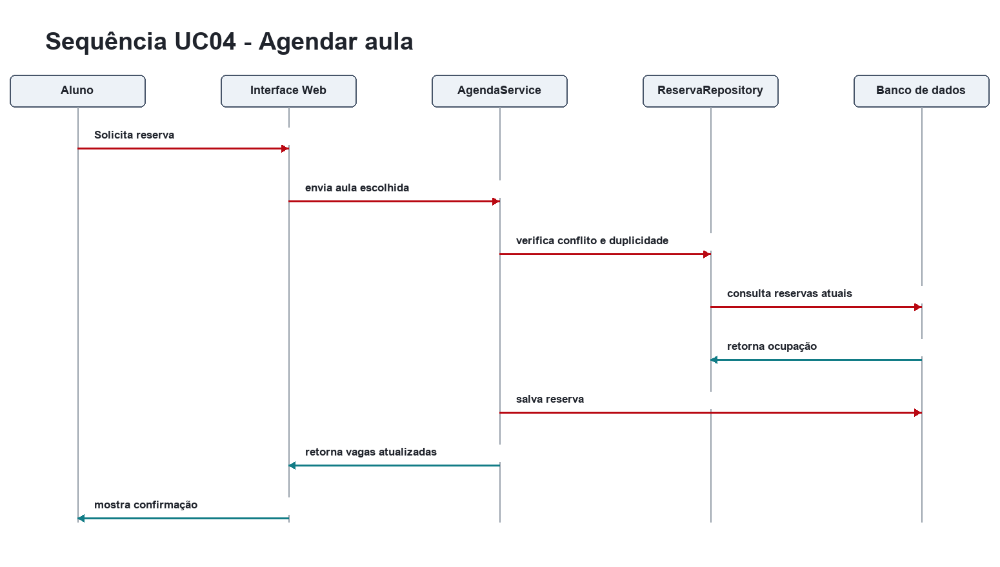 Sequência UC04 - Agendar aula
Aluno
Interface Web
AgendaService
ReservaRepository
Banco de dados
Solicita reserva
envia aula escolhida
verifica conflito e duplicidade
consulta reservas atuais
retorna ocupação
salva reserva
retorna vagas atualizadas
mostra confirmação